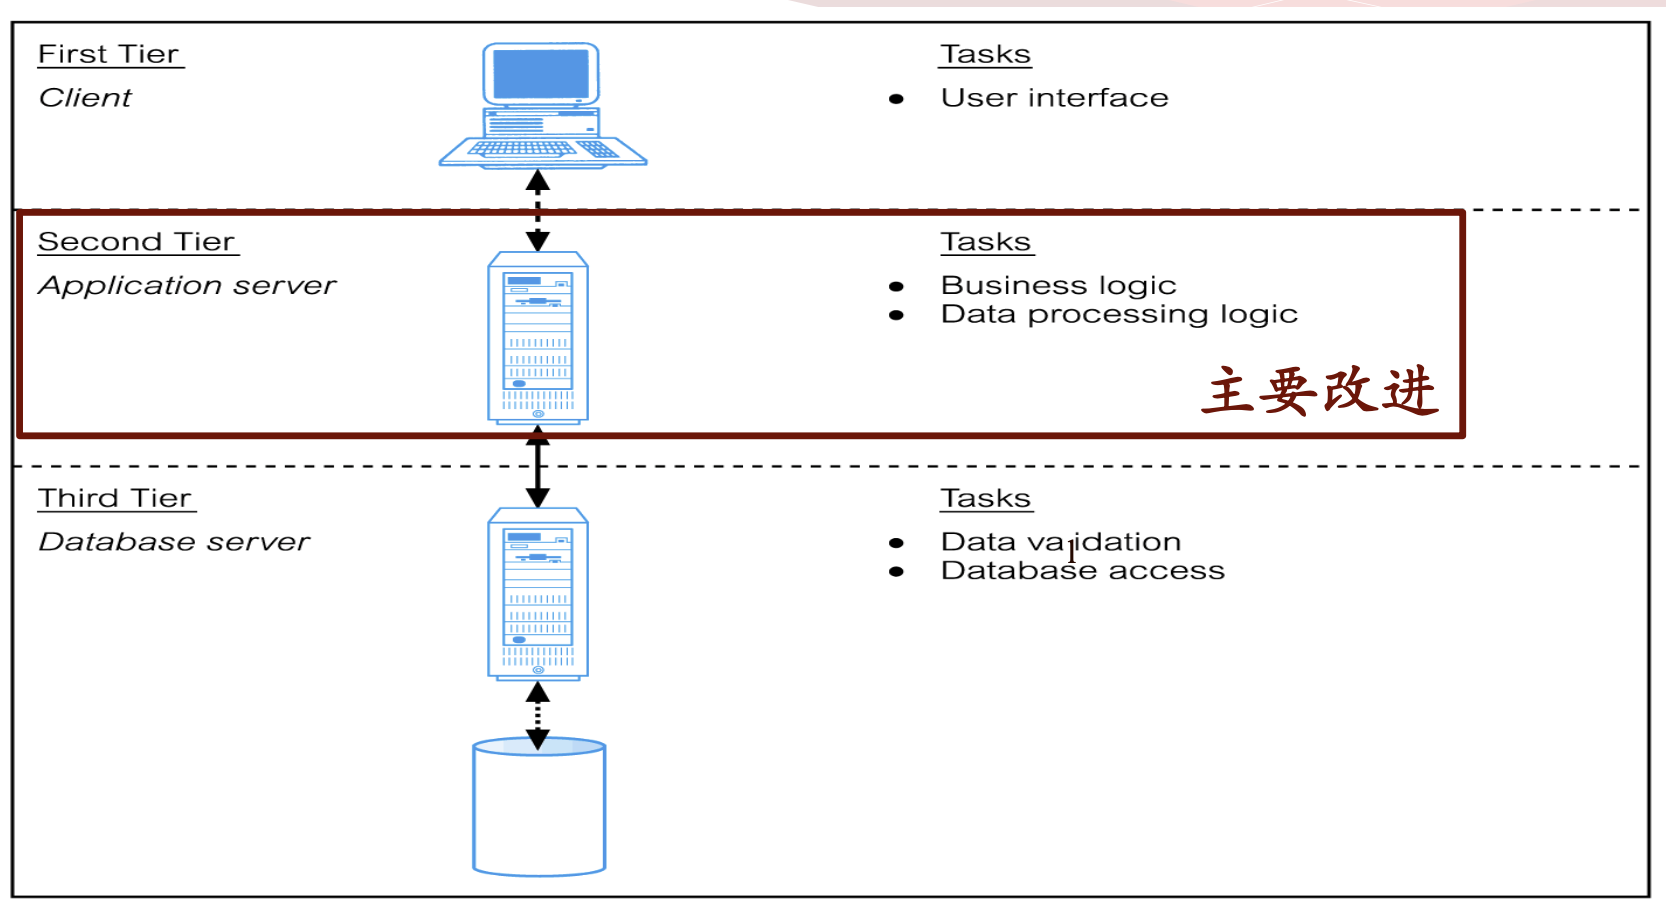 First Tier
Client
Tasks
● User interface
Second Tier
Application server
Tasks
● Business logic
● Data processing logic
主要改进
Third Tier
Database server
Tasks
● Data validation
● Database access
1